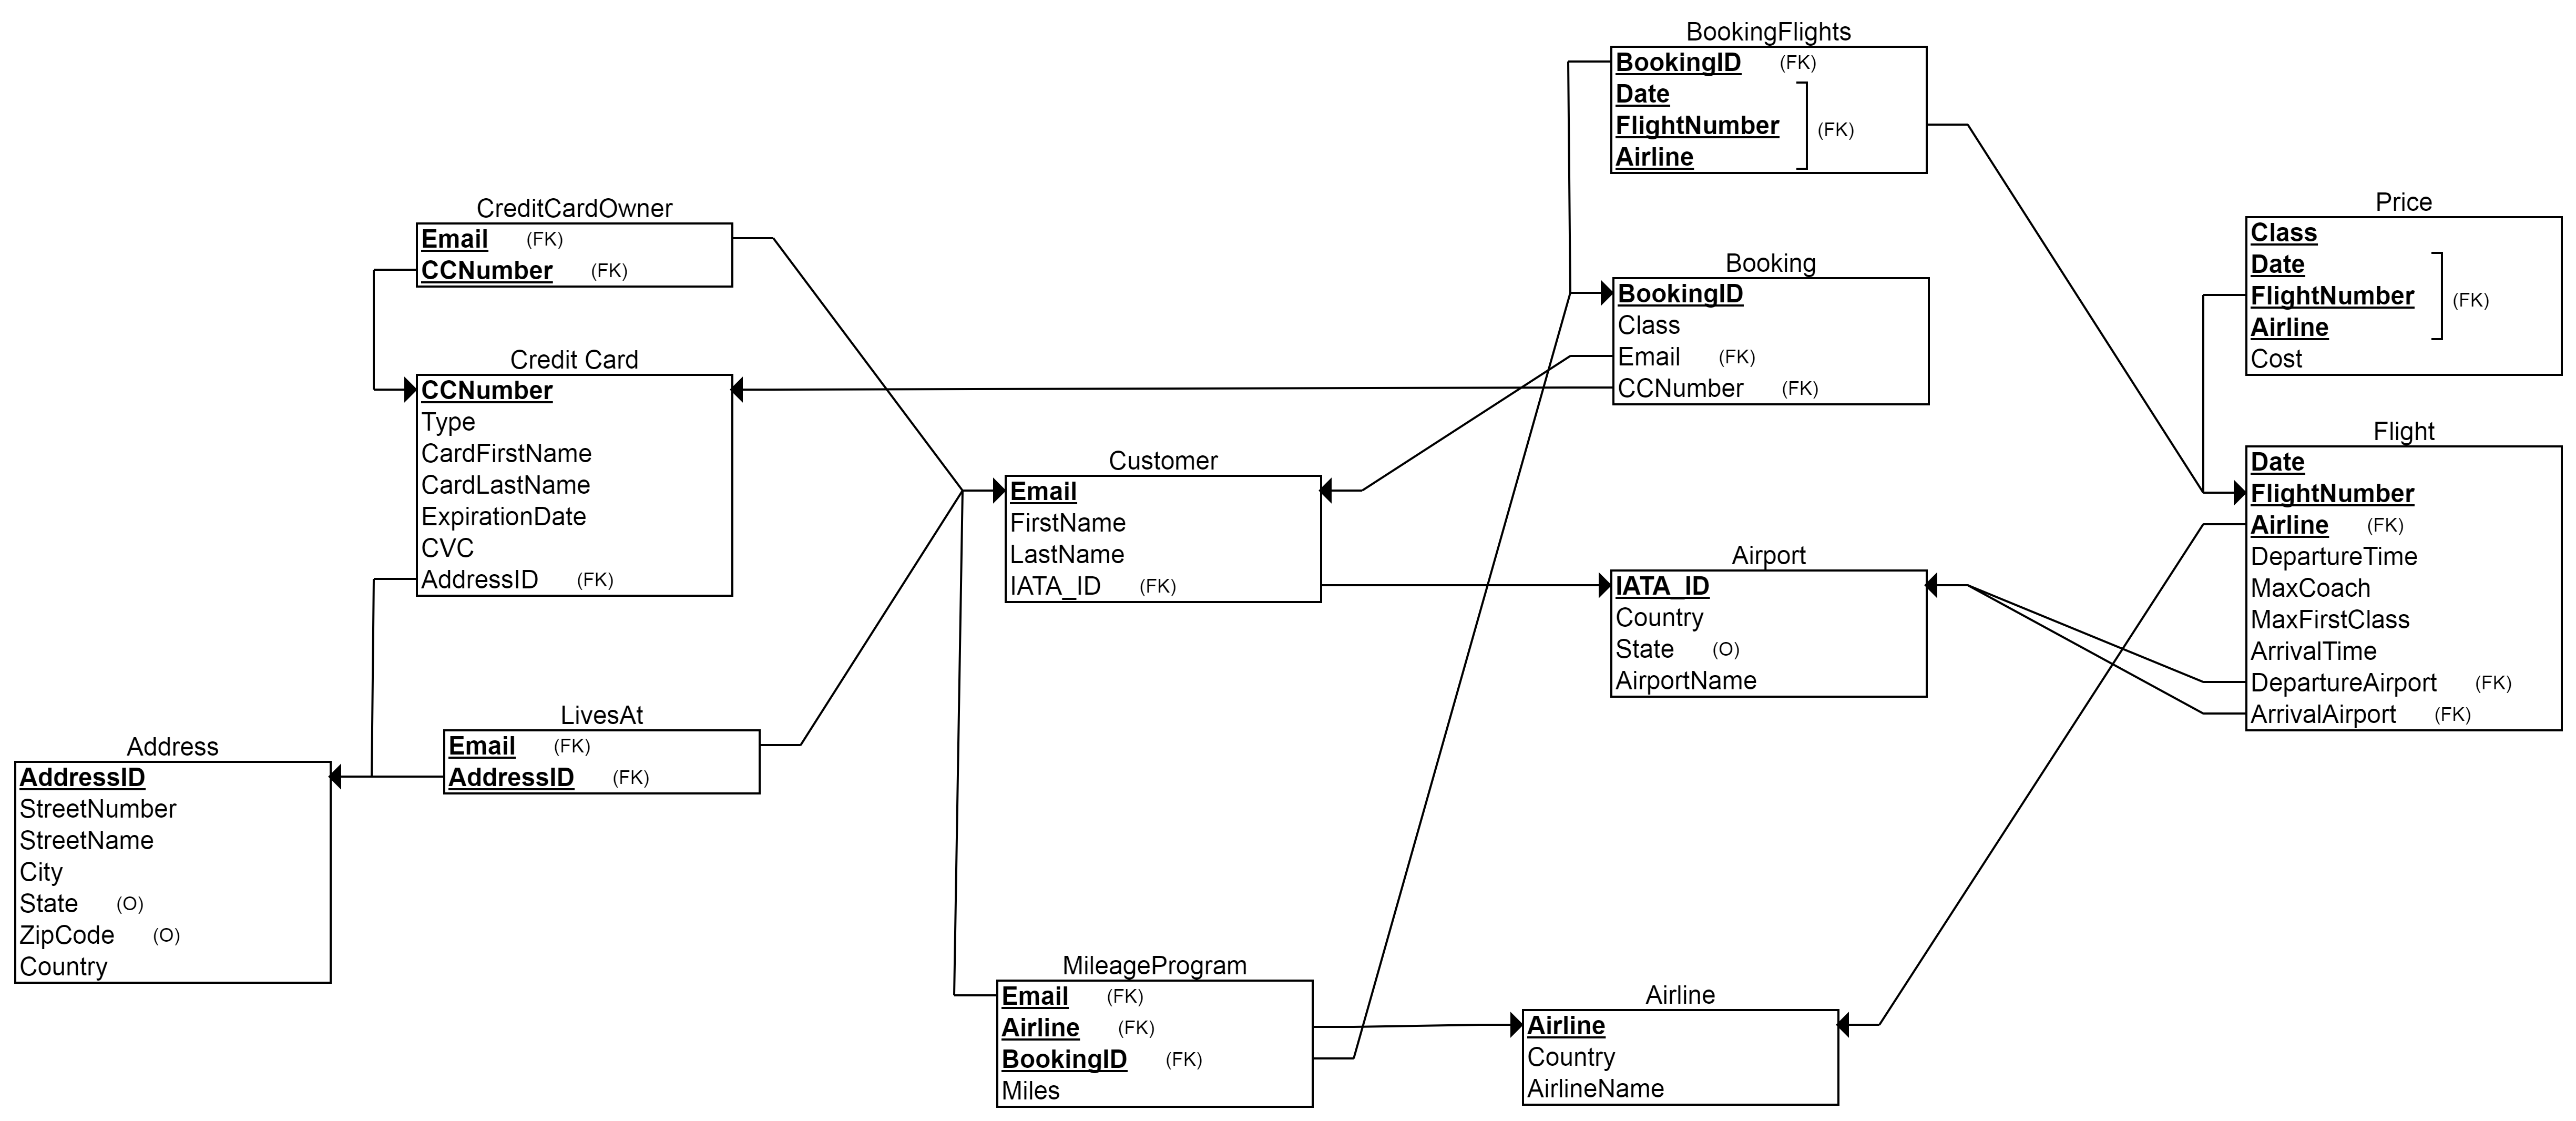 BookingFlights
BookingID (FK)
Date
FlightNumber (FK)
Airline
CreditCardOwner
Email (FK)
CCNumber (FK)
Price
Class
Date
FlightNumber (FK)
Airline
Cost
Booking
BookingID
Class
Email (FK)
CCNumber (FK)
Credit Card
CCNumber
Type
CardFirstName
CardLastName
ExpirationDate
CVC
AddressID (FK)
Flight
Date
FlightNumber
Airline (FK)
DepartureTime
MaxCoach
MaxFirstClass
ArrivalTime
DepartureAirport (FK)
ArrivalAirport (FK)
Customer
Email
FirstName
LastName
IATA_ID (FK)
Airport
IATA_ID
Country
State (O)
AirportName
LivesAt
Email (FK)
AddressID (FK)
Address
AddressID
StreetNumber
StreetName
City
State (O)
ZipCode (O)
Country
MileageProgram
Email (FK)
Airline (FK)
BookingID (FK)
Miles
Airline
Airline
Country
AirlineName